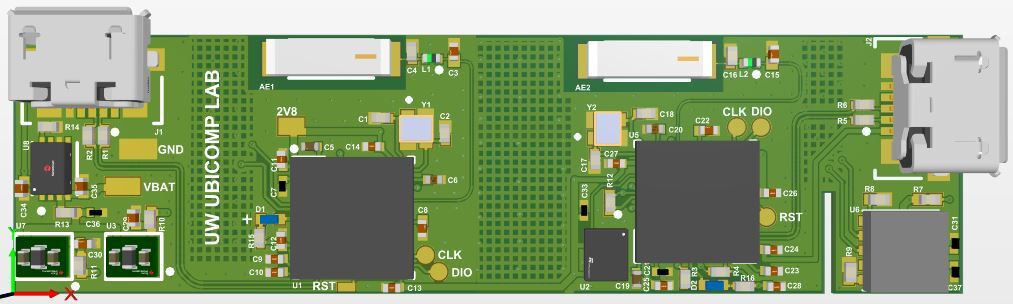 J2
AE1
C4
L1
C3
AE2
C16
L2
C15
R14
J1
R2
R1
GND
U8
C35
VBAT
C34
R13
C36
C29
R10
U7
U3
C30
R11
UW UBICOMP LAB
2V8
C1
Y1
C2
C5
C14
C11
C7
C6
D1
+
R15
C12
C9
C10
C8
CLK
DIO
U1
RST
C13
Y2
C18
U5
C20
C22
CLK DIO
C17
C27
R12
C33
C26
RST
C24
C23
U2
C19
C25
C21
R3
D2
R4
R16
C28
R6
R5
R8
R7
U6
R9
C31
C37
Y
X